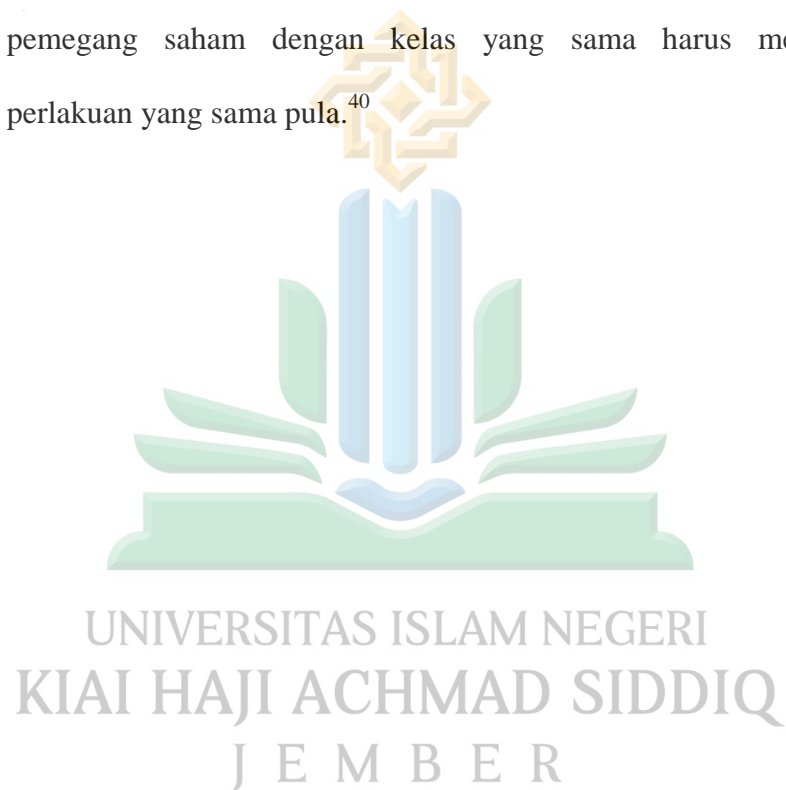 pemegang saham dengan kelas yang sama harus
perlakuan yang sama pula.40
UNIVERSITAS ISLAM NEGERI
KIAI HAJI ACHMAD SIDDIQ
JEMBER